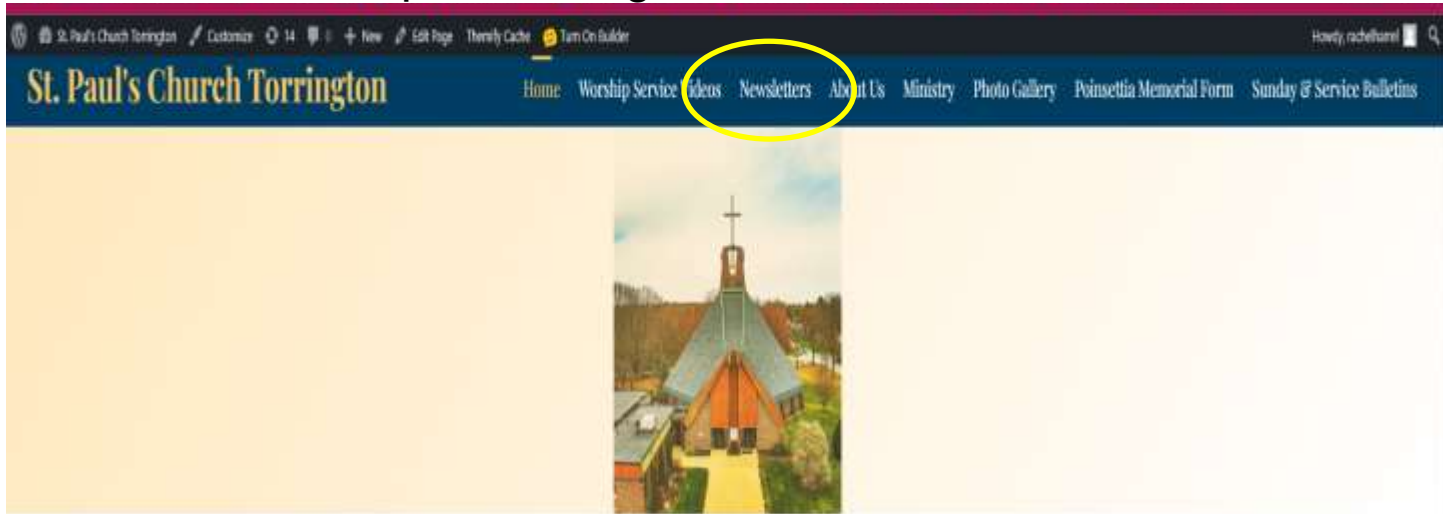 St. Paul's Church Torrington Customize 14 New Edit Page Themify Cache Turn On Builder Howdy, rachelhamel
St. Paul's Church Torrington Home Worship Service Videos Newsletters About Us Ministry Photo Gallery Poinsettia Memorial Form Sunday & Service Bulletins